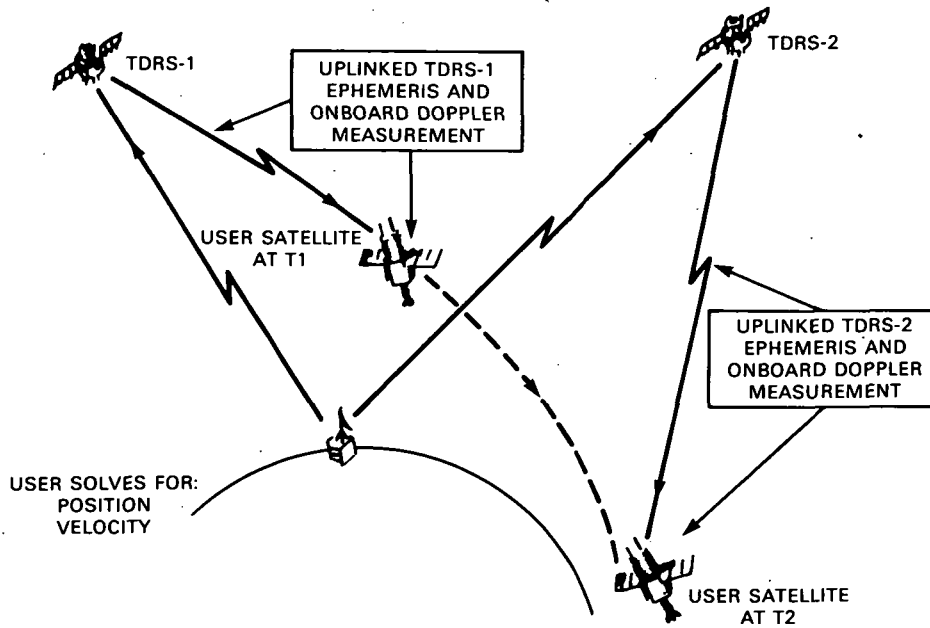 TDRS-1
TDRS-2
UPLINKED TDRS-1
EPHEMERIS AND
ONBOARD DOPPLER
MEASUREMENT
USER SATELLITE
AT T1
UPLINKED TDRS-2
EPHEMERIS AND
ONBOARD DOPPLER
MEASUREMENT
USER SOLVES FOR:
POSITION
VELOCITY
USER SATELLITE
AT T2